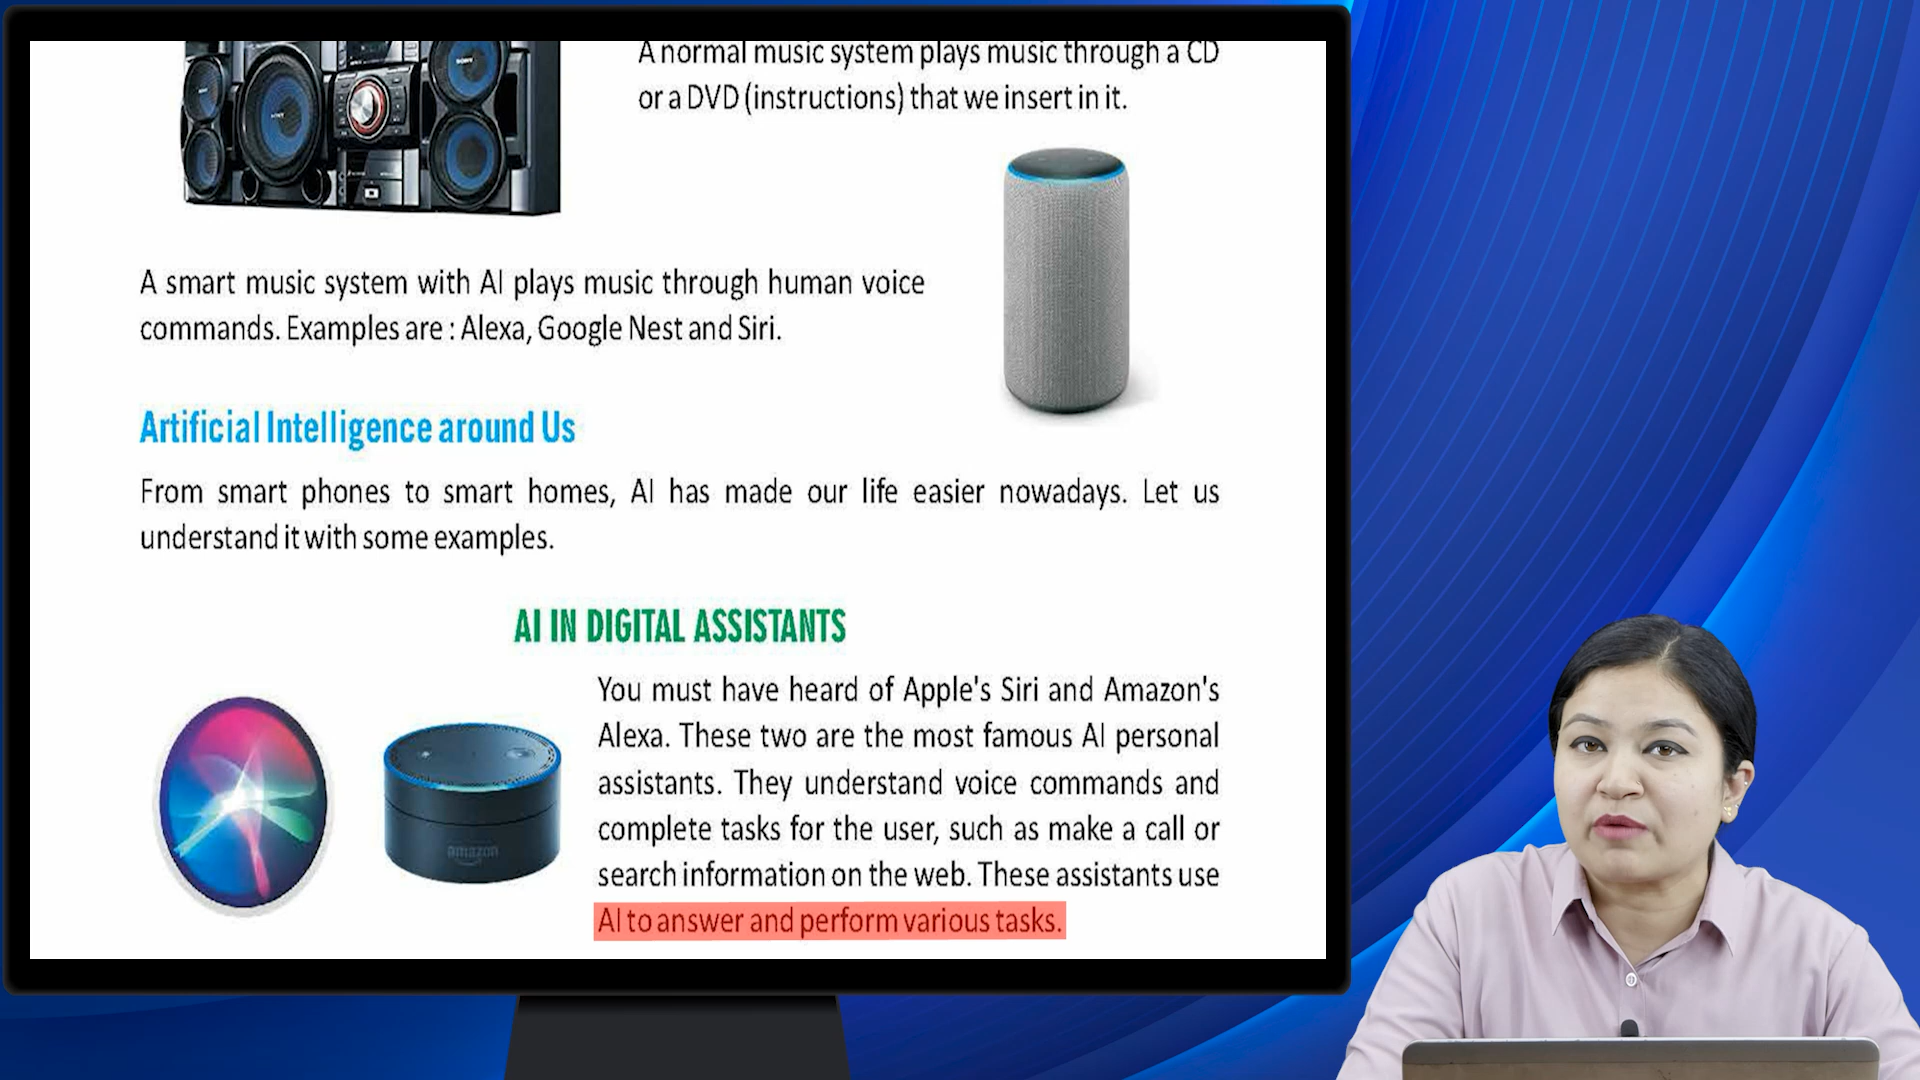 A normal music system plays music through a CD
or a DVD (instructions) that we insert in it.
SONY
A smart music system with AI plays music through human voice
commands. Examples are : Alexa, Google Nest and Siri.
Artificial Intelligence around Us
From smart phones to smart homes, AI has made our life easier nowadays. Let us
understand it with some examples.
AI IN DIGITAL ASSISTANTS
You must have heard of Apple's Siri and Amazon's
Alexa. These two are the most famous AI personal
assistants. They understand voice commands and
complete tasks for the user, such as make a call or
search information on the web. These assistants use
AI to answer and perform various tasks.
amazon